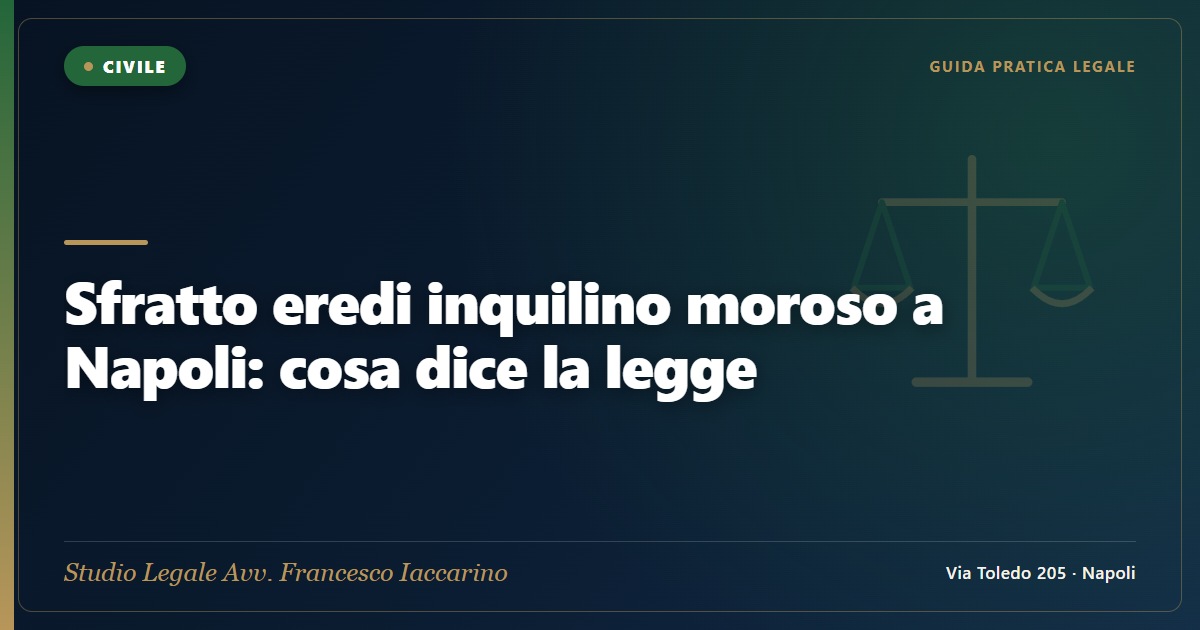 CIVILE
GUIDA PRATICA LEGALE
Sfratto eredi inquilino moroso a
Napoli: cosa dice la legge
Studio Legale Avv. Francesco Iaccarino
Via Toledo 205 · Napoli